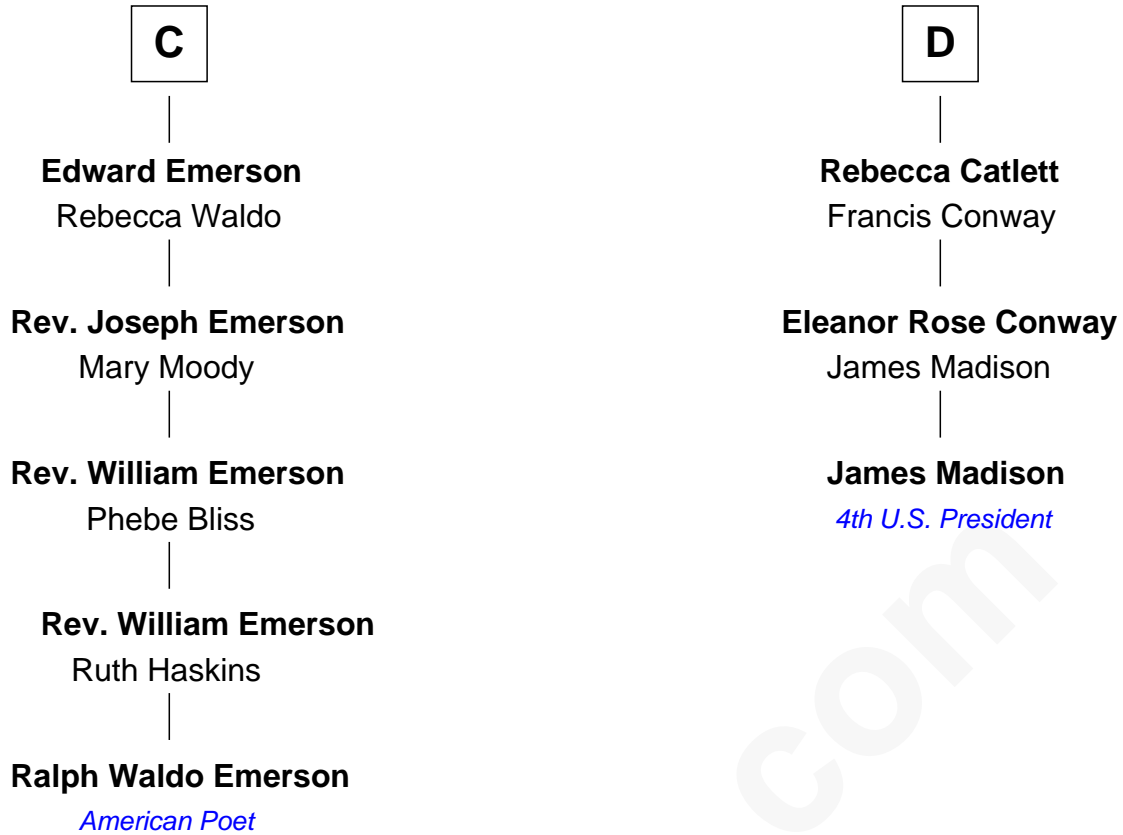 C
Edward Emerson
Rebecca Waldo
Rev. Joseph Emerson
Mary Moody
Rev. William Emerson
Phebe Bliss
Rev. William Emerson
Ruth Haskins
Ralph Waldo Emerson
American Poet
D
Rebecca Catlett
Francis Conway
Eleanor Rose Conway
James Madison
James Madison
4th U.S. President
com